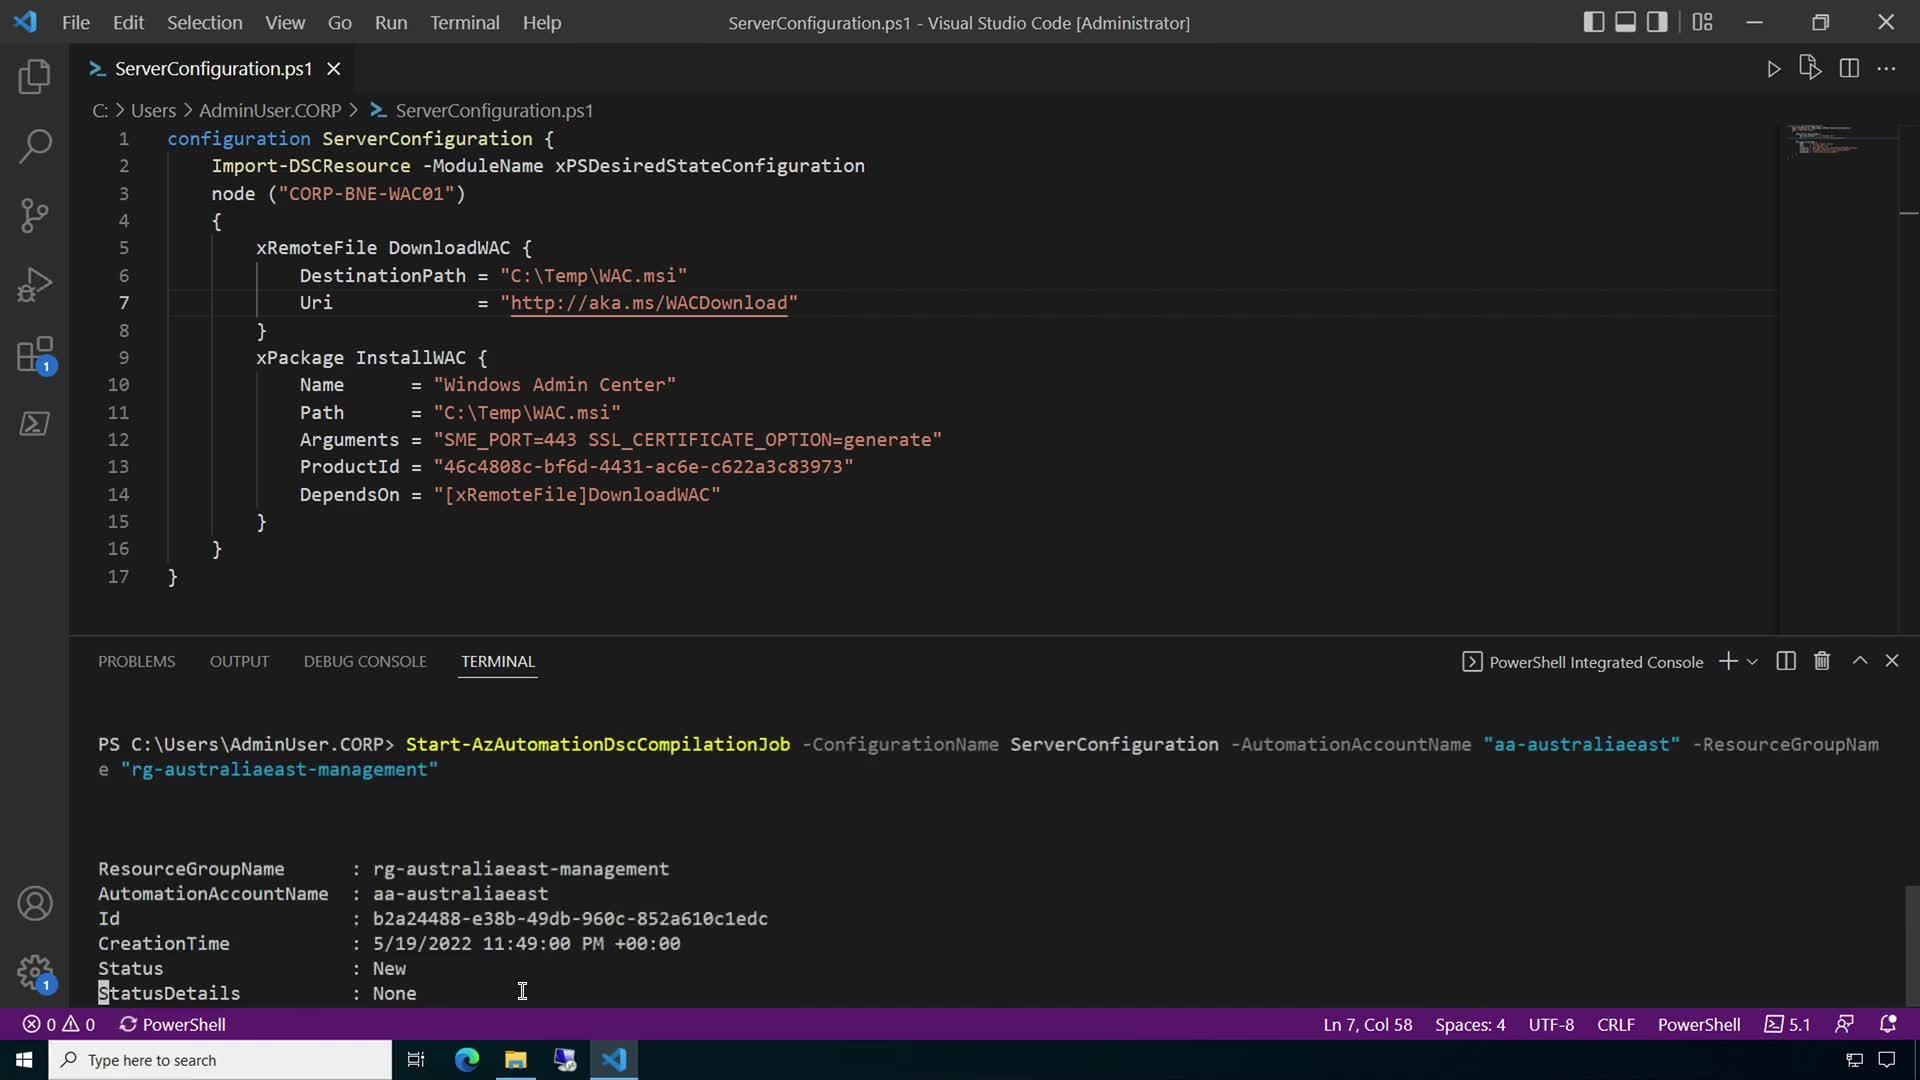 File Edit Selection View Go Run Terminal Help
ServerConfiguration.ps1 - Visual Studio Code [Administrator]
ServerConfiguration.ps1
C: > Users > AdminUser.CORP > ServerConfiguration.ps1
1 configuration ServerConfiguration {
2 Import-DSCResource -ModuleName xPSDesiredStateConfiguration
3 node ("CORP-BNE-WAC01")
4 {
5 xRemoteFile DownloadWAC {
6 DestinationPath = "C:\Temp\WAC.msi"
7 Uri = "http://aka.ms/WACDownload"
8 }
9 xPackage InstallWAC {
10 Name = "Windows Admin Center"
11 Path = "C:\Temp\WAC.msi"
12 Arguments = "SME_PORT=443 SSL_CERTIFICATE_OPTION=generate"
13 ProductId = "46c4808c-bf6d-4431-ac6e-c622a3c83973"
14 DependsOn = "[xRemoteFile]DownloadWAC"
15 }
16 }
17 }
1
PROBLEMS OUTPUT DEBUG CONSOLE TERMINAL
PowerShell Integrated Console
PS C:\Users\AdminUser.CORP> Start-AzAutomationDscCompilationJob -ConfigurationName ServerConfiguration -AutomationAccountName "aa-australiaeast" -ResourceGroupNam
e "rg-australiaeast-management"
ResourceGroupName : rg-australiaeast-management
AutomationAccountName : aa-australiaeast
Id : b2a24488-e38b-49db-960c-852a610c1edc
CreationTime : 5/19/2022 11:49:00 PM +00:00
Status : New
StatusDetails : None
1
0 0 PowerShell
Ln 7, Col 58 Spaces: 4 UTF-8 CRLF PowerShell 5.1
Type here to search